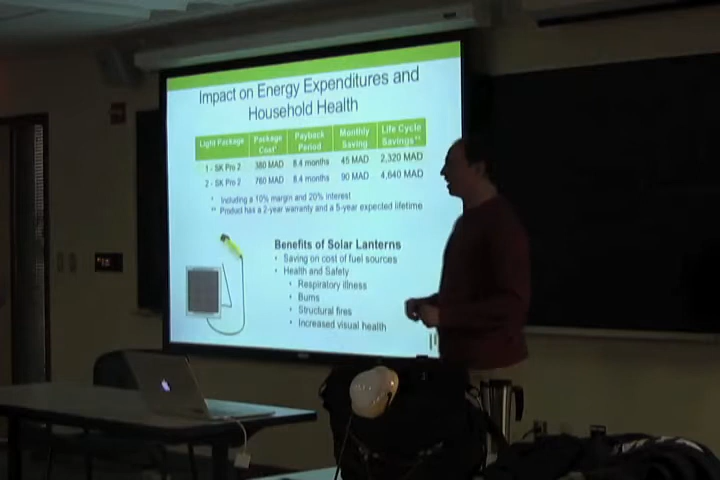 Impact on Energy Expenditures and
Household Health
Light Package Package Cost* Payback Period Monthly Saving Life Cycle Savings**
1 - SK Pro 2 380 MAD 8.4 months 45 MAD 2,320 MAD
2 - SK Pro 2 760 MAD 8.4 months 90 MAD 4,640 MAD
* Including a 10% margin and 20% interest
** Product has a 2-year warranty and a 5-year expected lifetime
Benefits of Solar Lanterns
• Saving on cost of fuel sources
• Health and Safety
• Respiratory illness
• Burns
• Structural fires
• Increased visual health